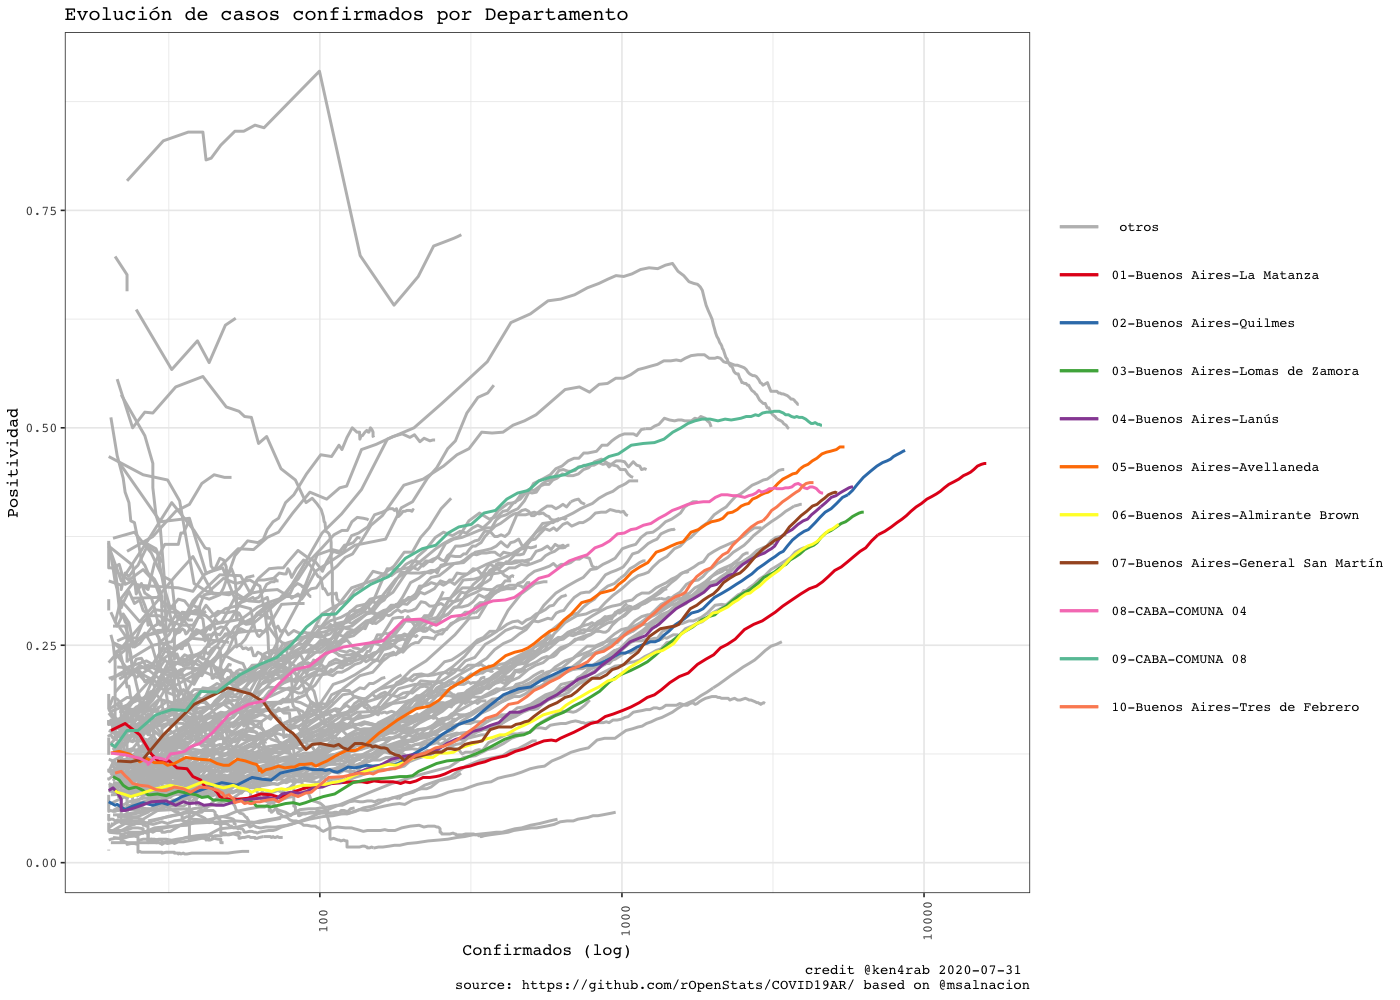 Evolución de casos confirmados por Departamento
Positividad
0.75
0.50
0.25
0.00
100
1000
10000
Confirmados (log)
otros
01-Buenos Aires-La Matanza
02-Buenos Aires-Quilmes
03-Buenos Aires-Lomas de Zamora
04-Buenos Aires-Lanús
05-Buenos Aires-Avellaneda
06-Buenos Aires-Almirante Brown
07-Buenos Aires-General San Martín
08-CABA-COMUNA 04
09-CABA-COMUNA 08
10-Buenos Aires-Tres de Febrero
credit @ken4rab 2020-07-31
source: https://github.com/rOpenStats/COVID19AR/ based on @msalnacion